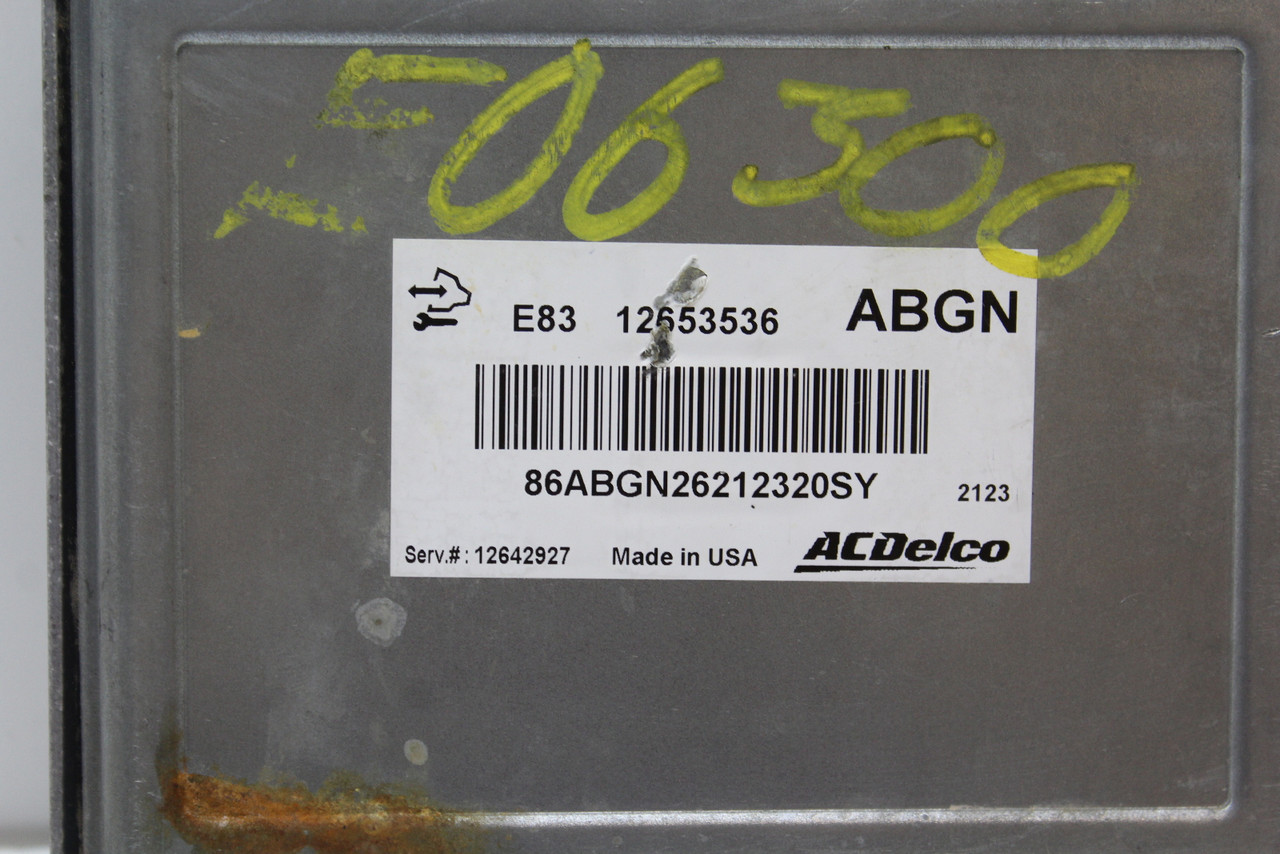 E06300
E83 12653536 ABGN
86ABGN26212320SY 2123
Serv.#: 12642927 Made in USA ACDelco